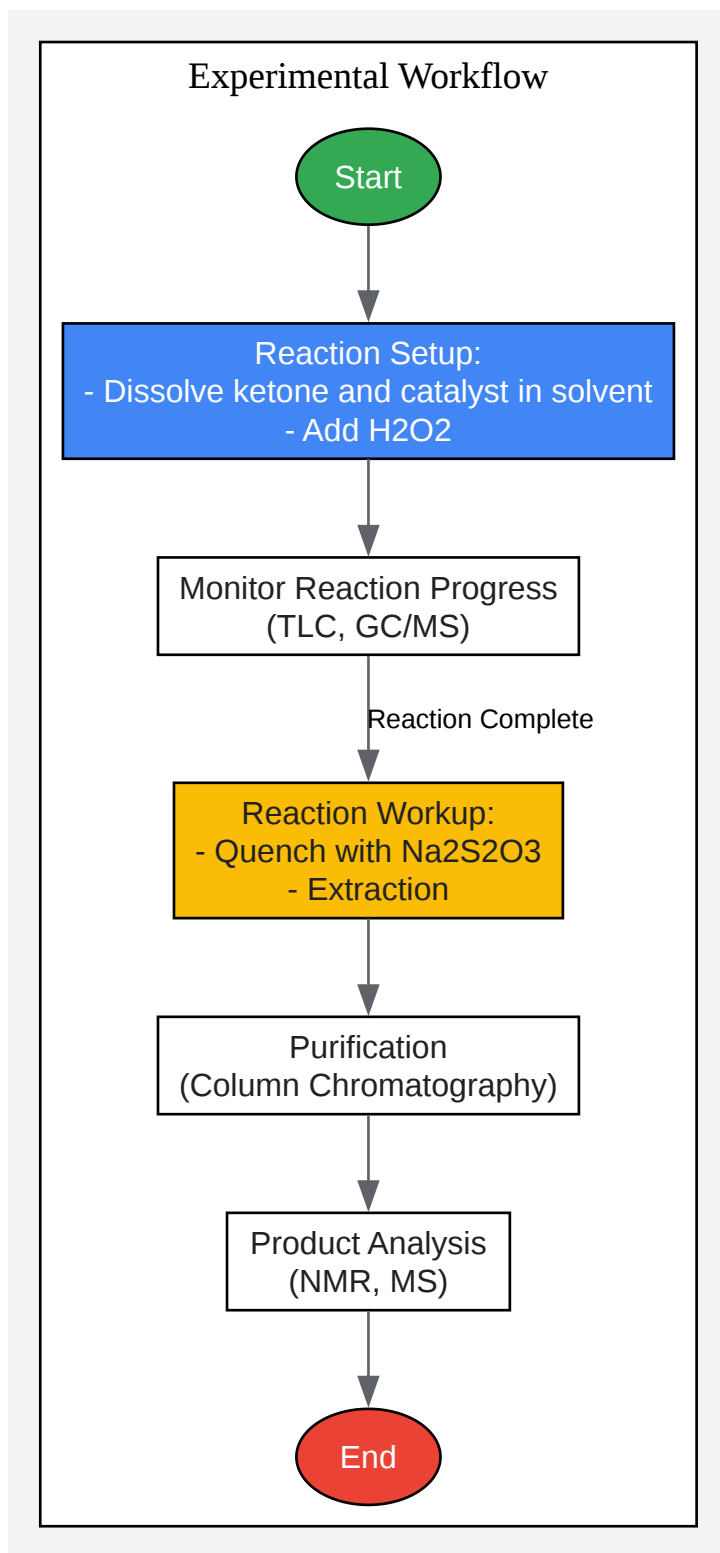 Experimental Workflow
Start
Reaction Setup:
- Dissolve ketone and catalyst in solvent
- Add H2O2
Monitor Reaction Progress
(TLC, GC/MS)
Reaction Complete
Reaction Workup:
- Quench with Na2S2O3
- Extraction
Purification
(Column Chromatography)
Product Analysis
(NMR, MS)
End